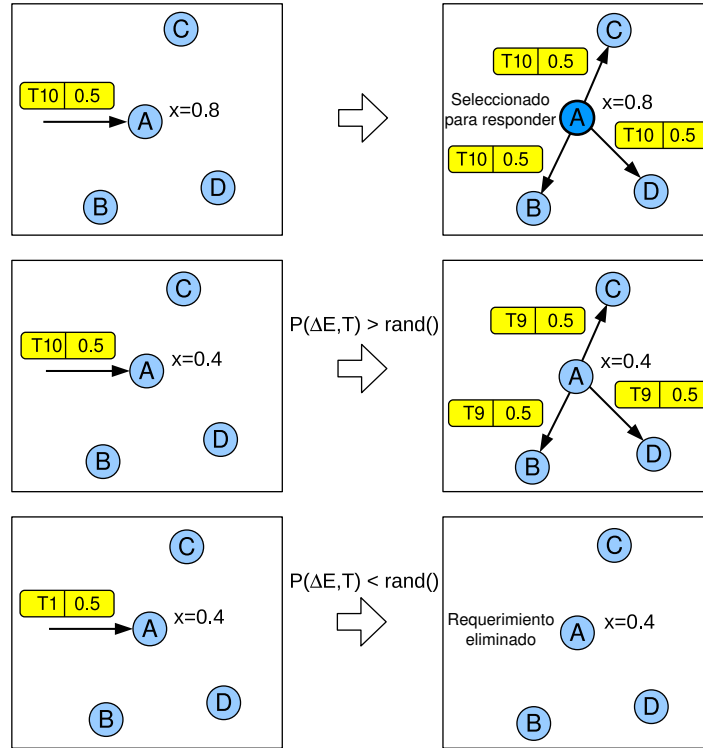 C
T10 0.5
A
x=0.8
D
B
C
T10 0.5
Seleccionado
para responder
x=0.8
A
T10 0.5
T10 0.5
D
B
C
T10 0.5
A
x=0.4
D
B
P(ΔE,T) > rand()
C
T9 0.5
x=0.4
A
T9 0.5
T9 0.5
D
B
C
T1 0.5
A
x=0.4
D
B
P(ΔE,T) < rand()
C
Requerimiento
eliminado
A
x=0.4
D
B